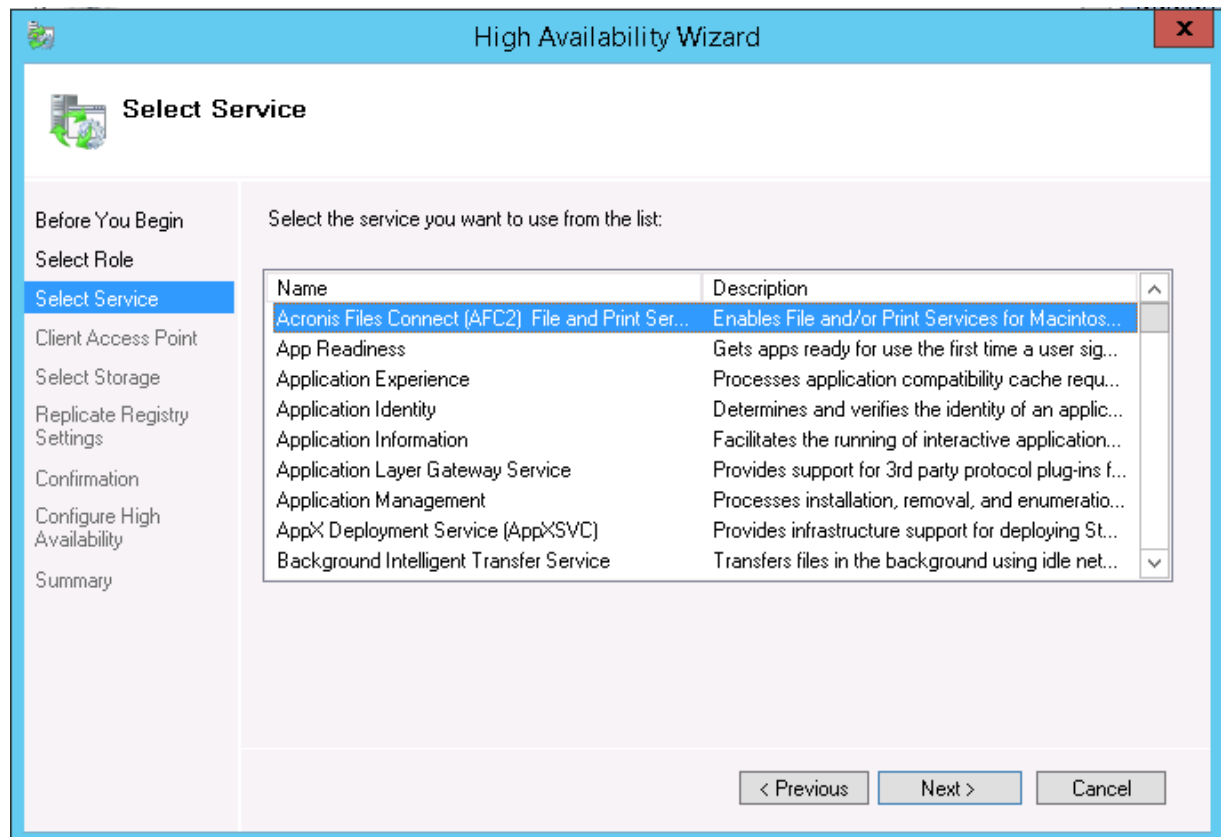 High Availability Wizard
x
Select Service
Before You Begin
Select Role
Select Service
Client Access Point
Select Storage
Replicate Registry
Settings
Confirmation
Configure High
Availability
Summary
Select the service you want to use from the list:
Name Description
Acronis Files Connect (AFC2) File and Print Ser... Enables File and/or Print Services for Macintos...
App Readiness Gets apps ready for use the first time a user sig...
Application Experience Processes application compatibility cache requ...
Application Identity Determines and verifies the identity of an applic...
Application Information Facilitates the running of interactive application...
Application Layer Gateway Service Provides support for 3rd party protocol plug-ins f...
Application Management Processes installation, removal, and enumeratio...
AppX Deployment Service (AppXSVC) Provides infrastructure support for deploying St...
Background Intelligent Transfer Service Transfers files in the background using idle net...
< Previous Next > Cancel